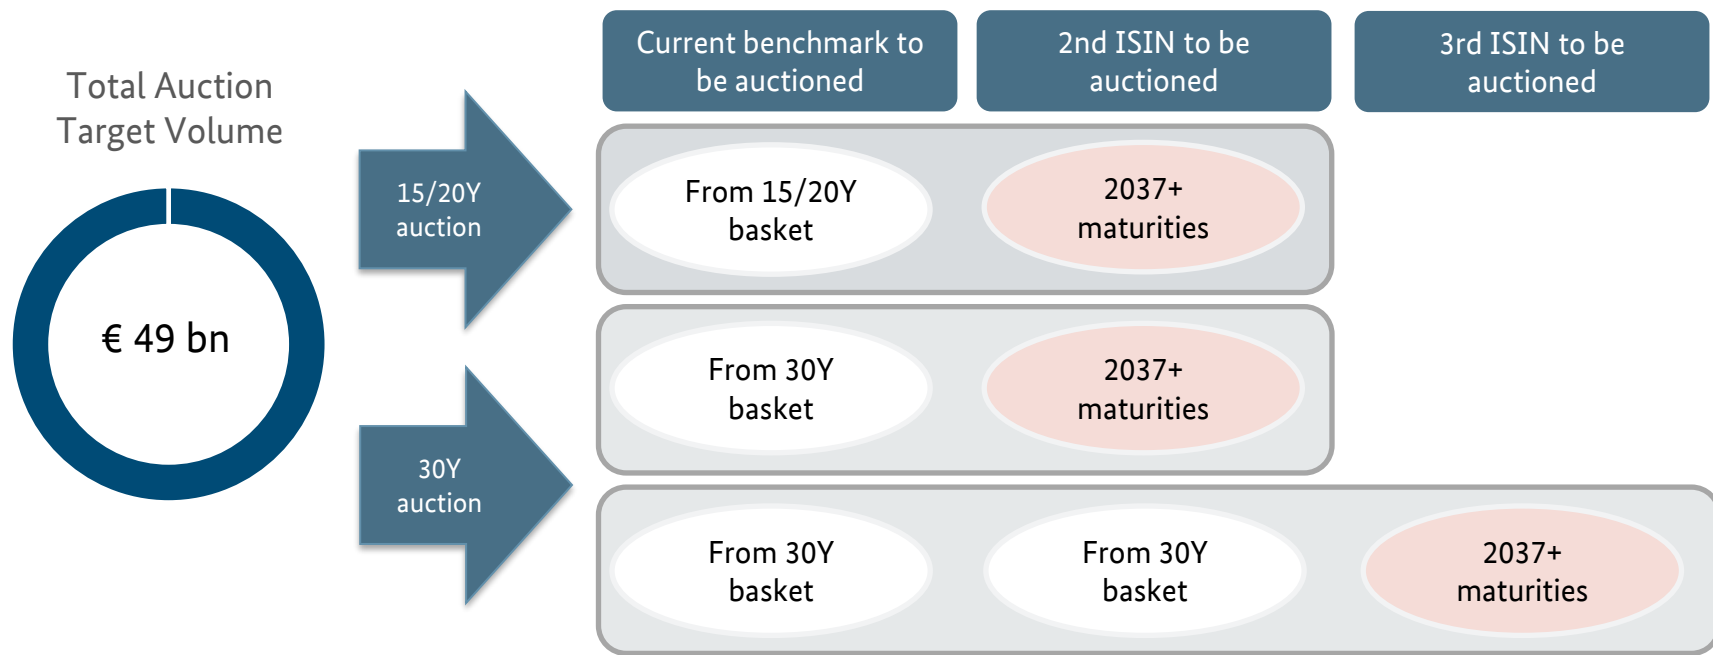 Total Auction
Target Volume
€ 49 bn
Current benchmark to
be auctioned
2nd ISIN to be
auctioned
3rd ISIN to be
auctioned
15/20Y
auction
From 15/20Y
basket
2037+
maturities
30Y
auction
From 30Y
basket
2037+
maturities
From 30Y
basket
From 30Y
basket
2037+
maturities